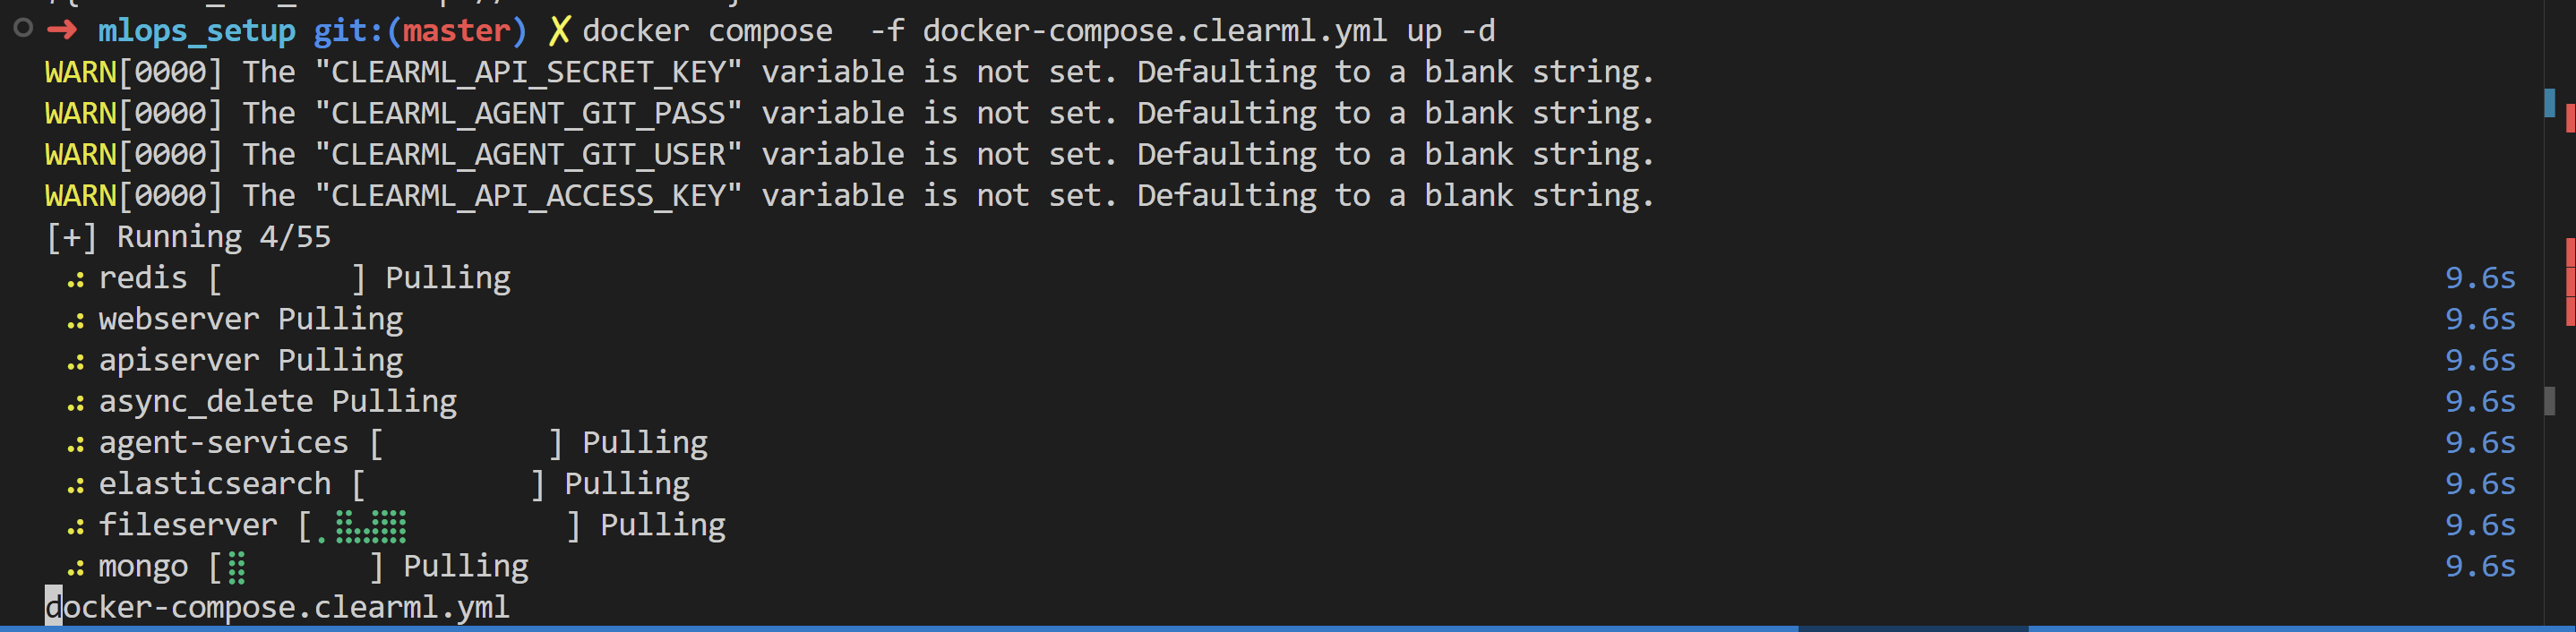 ➜ mlops_setup git:(master) ✗ docker compose  -f docker-compose.clearml.yml up -d
WARN[0000] The "CLEARML_API_SECRET_KEY" variable is not set. Defaulting to a blank string.
WARN[0000] The "CLEARML_AGENT_GIT_PASS" variable is not set. Defaulting to a blank string.
WARN[0000] The "CLEARML_AGENT_GIT_USER" variable is not set. Defaulting to a blank string.
WARN[0000] The "CLEARML_API_ACCESS_KEY" variable is not set. Defaulting to a blank string.
[+] Running 4/55
redis [       ] Pulling 9.6s
webserver Pulling 9.6s
apiserver Pulling 9.6s
async_delete Pulling 9.6s
agent-services [         ] Pulling 9.6s
elasticsearch [         ] Pulling 9.6s
fileserver [⡀⣿⣤⣿⣿         ] Pulling 9.6s
mongo [⣿       ] Pulling 9.6s
docker-compose.clearml.yml